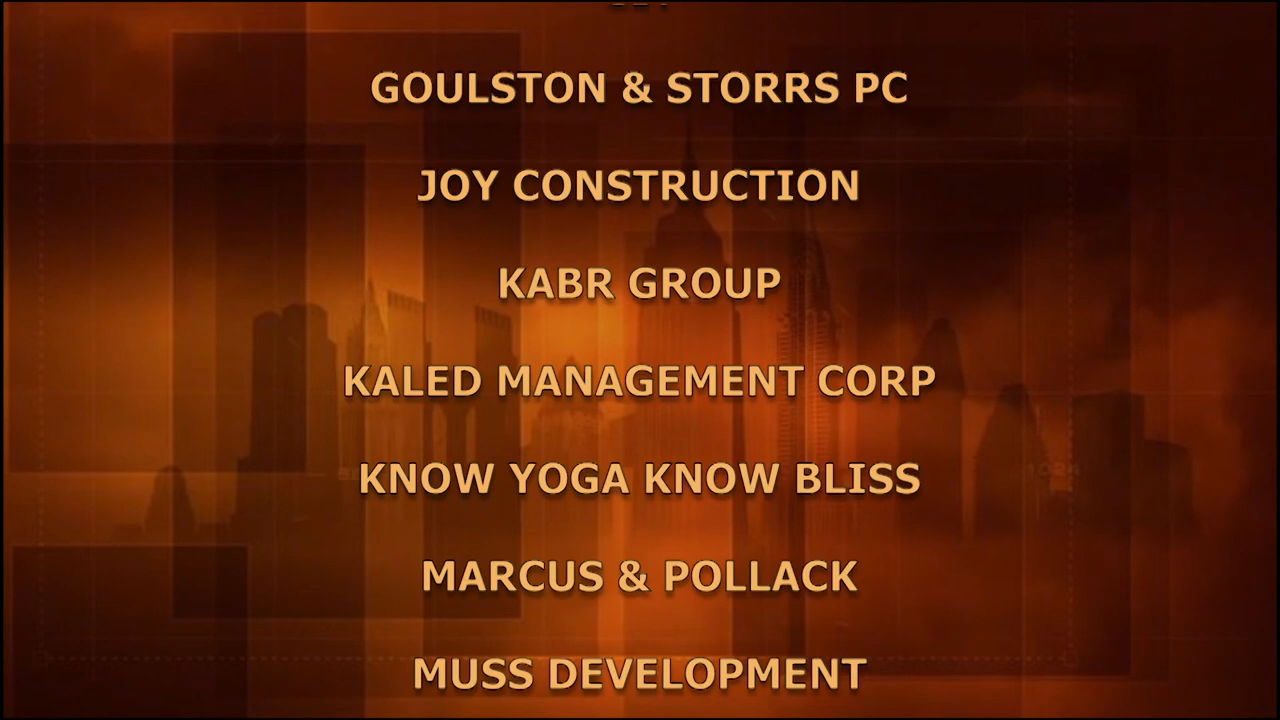 GOULSTON & STORRS PC
JOY CONSTRUCTION
KABR GROUP
KALED MANAGEMENT CORP
KNOW YOGA KNOW BLISS
MARCUS & POLLACK
MUSS DEVELOPMENT